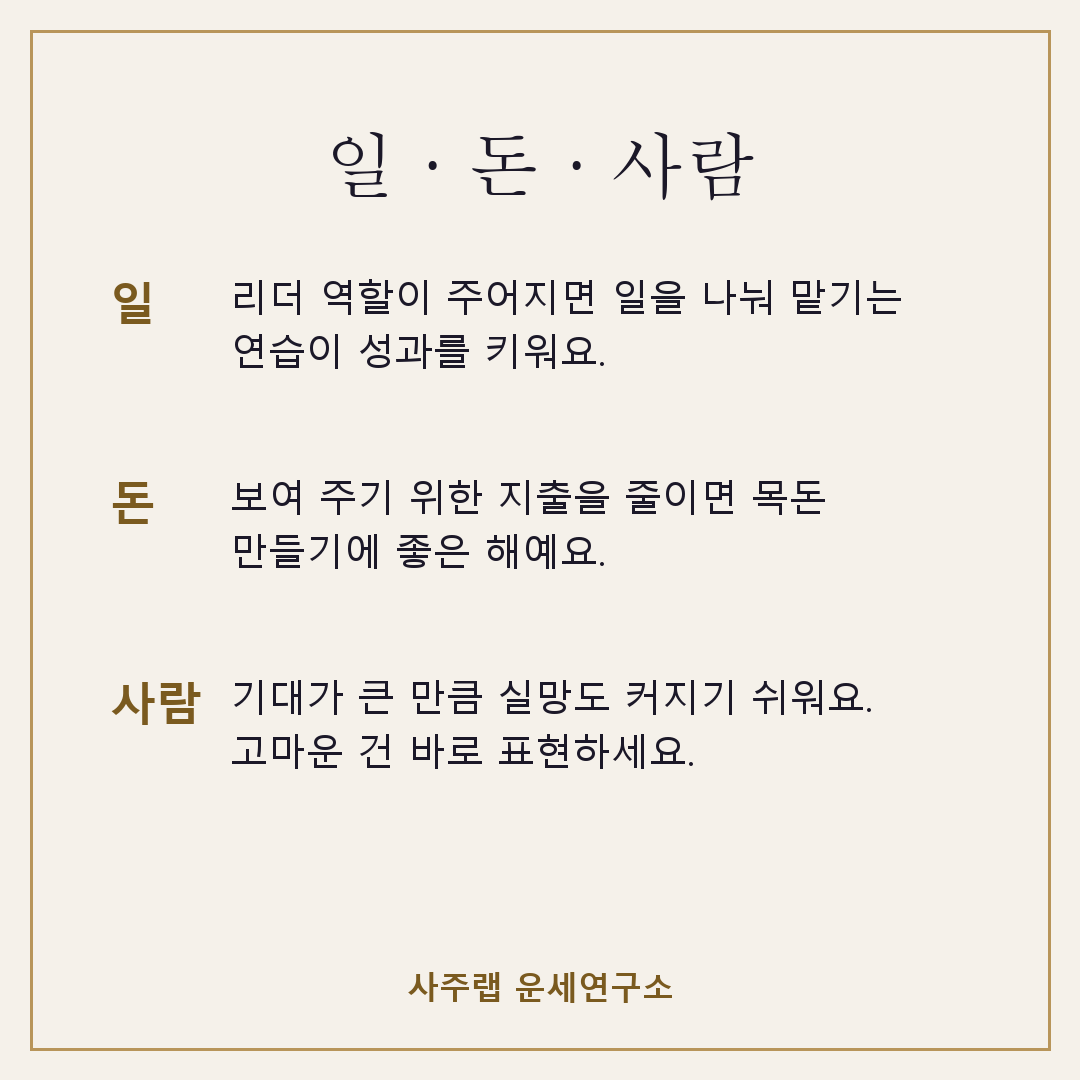 일 · 돈 · 사람
일
리더 역할이 주어지면 일을 나눠 맡기는
연습이 성과를 키워요.
돈
보여 주기 위한 지출을 줄이면 목돈
만들기에 좋은 해예요.
사람
기대가 큰 만큼 실망도 커지기 쉬워요.
고마운 건 바로 표현하세요.
사주랩 운세연구소